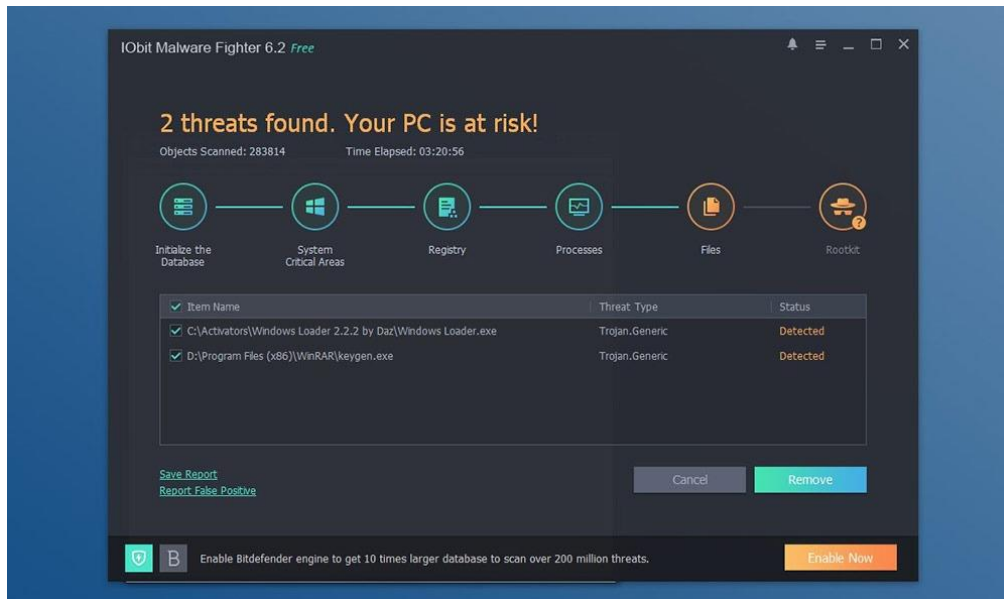 IObit Malware Fighter 6.2 Free
2 threats found. Your PC is at risk!
Objects Scanned: 283814 Time Elapsed: 03:20:56
Initialize the
Database
System
Critical Areas
Registry
Processes
Files
?
Rootkit
Item Name Threat Type Status
C:\Activators\Windows Loader 2.2.2 by Daz\Windows Loader.exe Trojan.Generic Detected
D:\Program Files (x86)\WinRAR\keygen.exe Trojan.Generic Detected
Save Report
Report False Positive
Cancel Remove
B Enable Bitdefender engine to get 10 times larger database to scan over 200 million threats. Enable Now